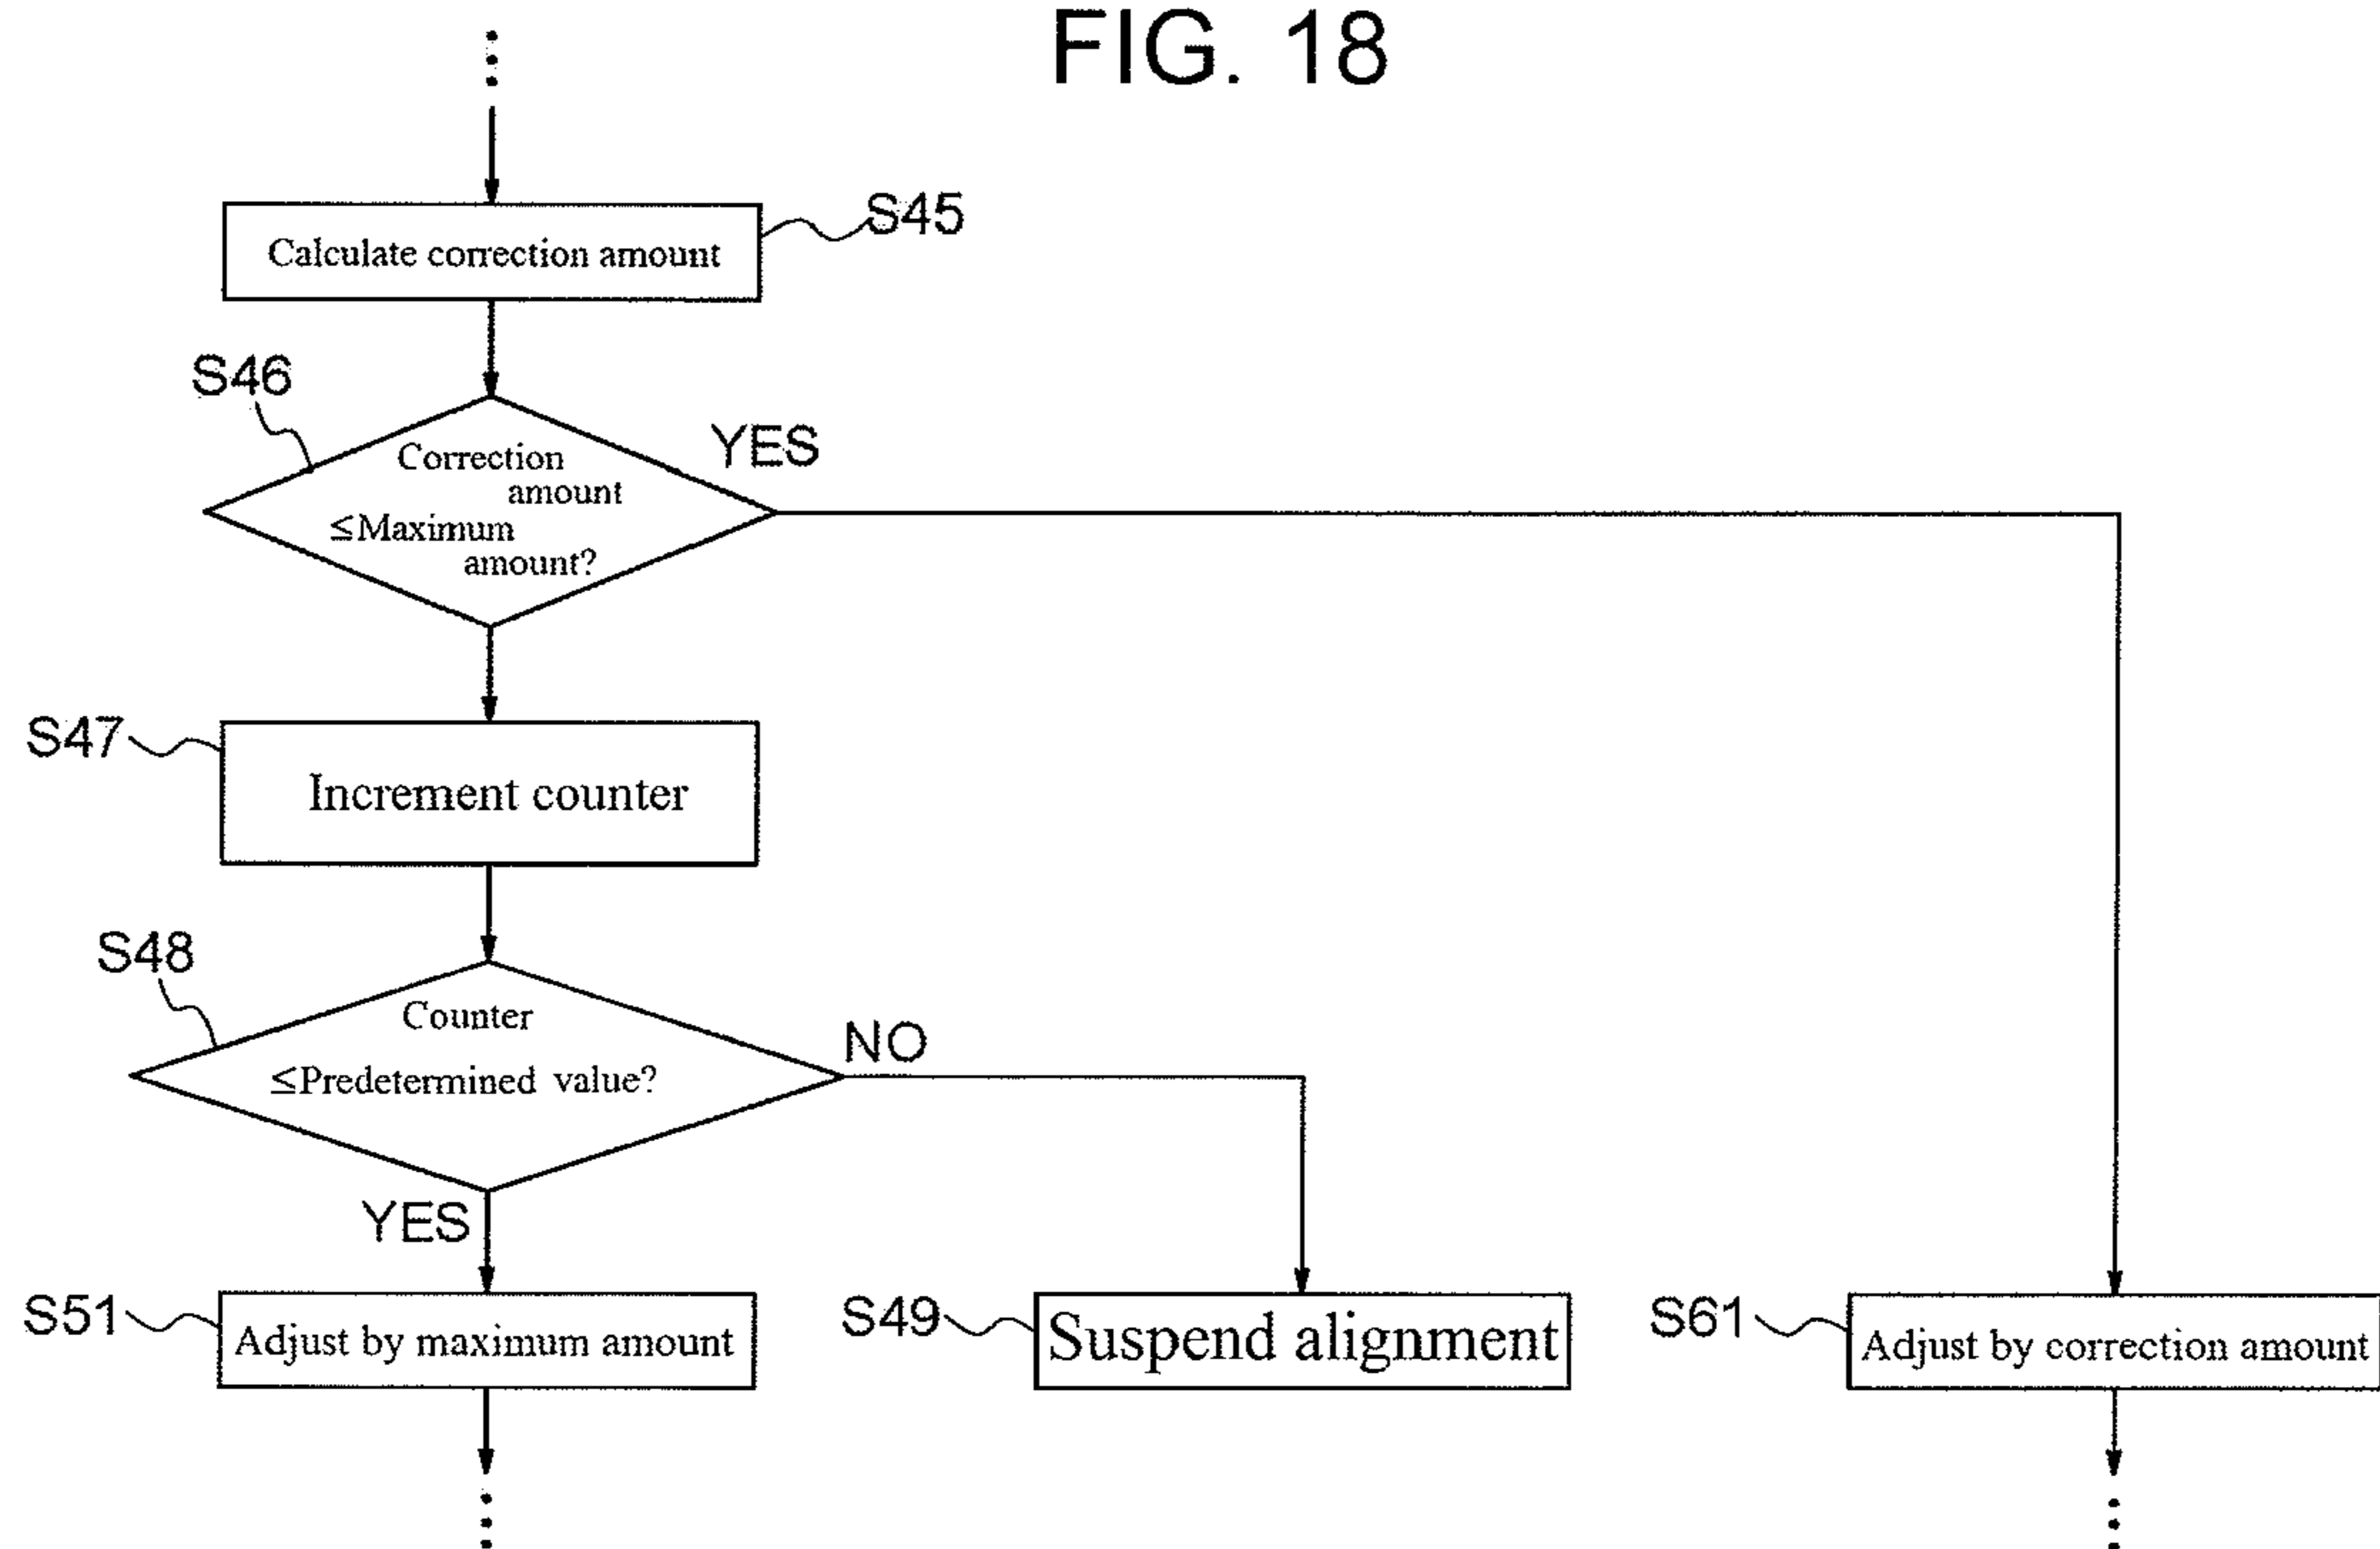 FIG. 18
S45
Calculate correction amount
S46
YES
Correction
amount
≤Maximum
amount?
S47
Increment counter
S48
Counter
≤Predetermined value?
NO
YES
S51
Adjust by maximum amount
S49
Suspend alignment
S61
Adjust by correction amount